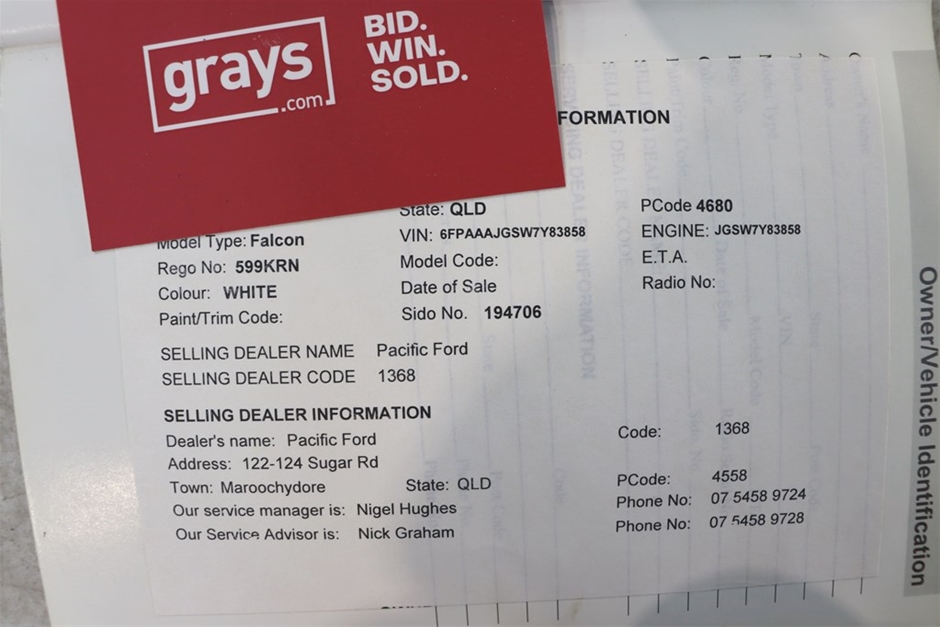 grays
.com
BID.
WIN.
SOLD.
FORMATION
State: QLD PCode 4680
Model Type: Falcon VIN: 6FPAAAJGSW7Y83858 ENGINE: JGSW7Y83858
Rego No: 599KRN Model Code: E.T.A.
Colour: WHITE Date of Sale Radio No:
Paint/Trim Code: Sido No. 194706
SELLING DEALER NAME Pacific Ford
SELLING DEALER CODE 1368
SELLING DEALER INFORMATION
Dealer's name: Pacific Ford Code: 1368
Address: 122-124 Sugar Rd
Town: Maroochydore State: QLD PCode: 4558
Our service manager is: Nigel Hughes Phone No: 07 5458 9724
Our Service Advisor is: Nick Graham Phone No: 07 5458 9728
Owner/Vehicle Identification